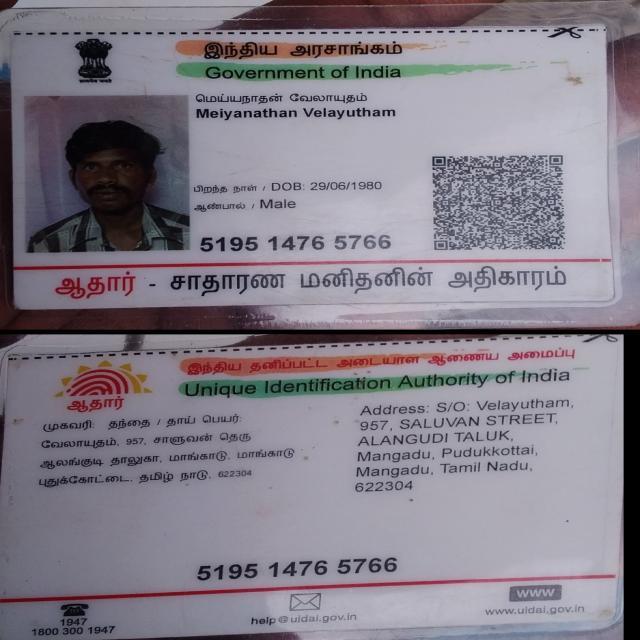 இந்திய அரசாங்கம்
Government of India
மெய்யநாதன் வேலாயுதம்
Meiyanathan Velayutham
பிறந்த நாள் / DOB: 29/06/1980
ஆண்பால் / Male
5195 1476 5766
ஆதார் - சாதாரண மனிதனின் அதிகாரம்
இந்திய தனிப்பட்ட அடையாள ஆணைய அமைப்பு
Unique Identification Authority of India
ஆதார்
முகவரி: தந்தை / தாய் பெயர்:
வேலாயுதம், 957, சாளுவன் தெரு
ஆலங்குடி தாலுகா, மாங்காடு, மாங்காடு
புதுக்கோட்டை, தமிழ் நாடு, 622304
Address: S/O: Velayutham,
957, SALUVAN STREET,
ALANGUDI TALUK,
Mangadu, Pudukkottai,
Mangadu, Tamil Nadu,
622304
5195 1476 5766
1947
1800 300 1947
help@uidai.gov.in
www
www.uidai.gov.in